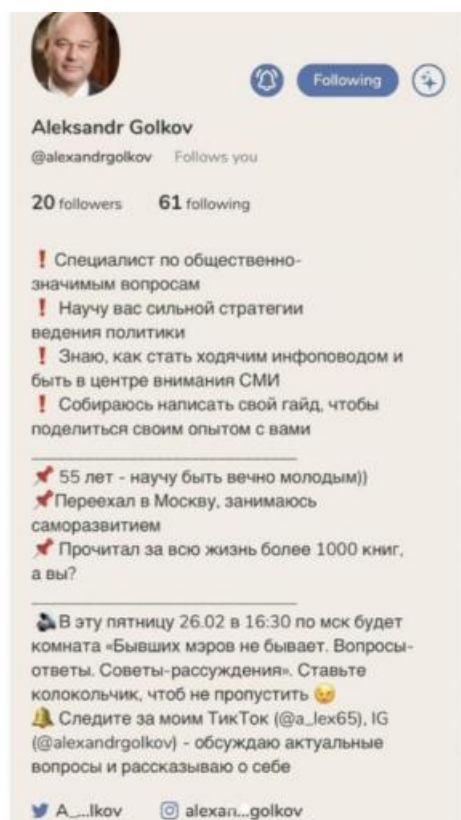 Following
Aleksandr Golkov
@alexandrgolkov Follows you
20 followers 61 following
❗ Специалист по общественно-
значимым вопросам
❗ Научу вас сильной стратегии
ведения политики
❗ Знаю, как стать ходячим инфоповодом и
быть в центре внимания СМИ
❗ Собираюсь написать свой гайд, чтобы
поделиться своим опытом с вами
📌 55 лет - научу быть вечно молодым))
📌Переехал в Москву, занимаюсь
саморазвитием
📌 Прочитал за всю жизнь более 1000 книг,
а вы?
🔊В эту пятницу 26.02 в 16:30 по мск будет
комната «Бывших мэров не бывает. Вопросы-
ответы. Советы-рассуждения». Ставьте
колокольчик, чтоб не пропустить 😉
🔔 Следите за моим ТикТок (@a_lex65), IG
(@alexandrgolkov) - обсуждаю актуальные
вопросы и рассказываю о себе
A_...lkov alexan...golkov